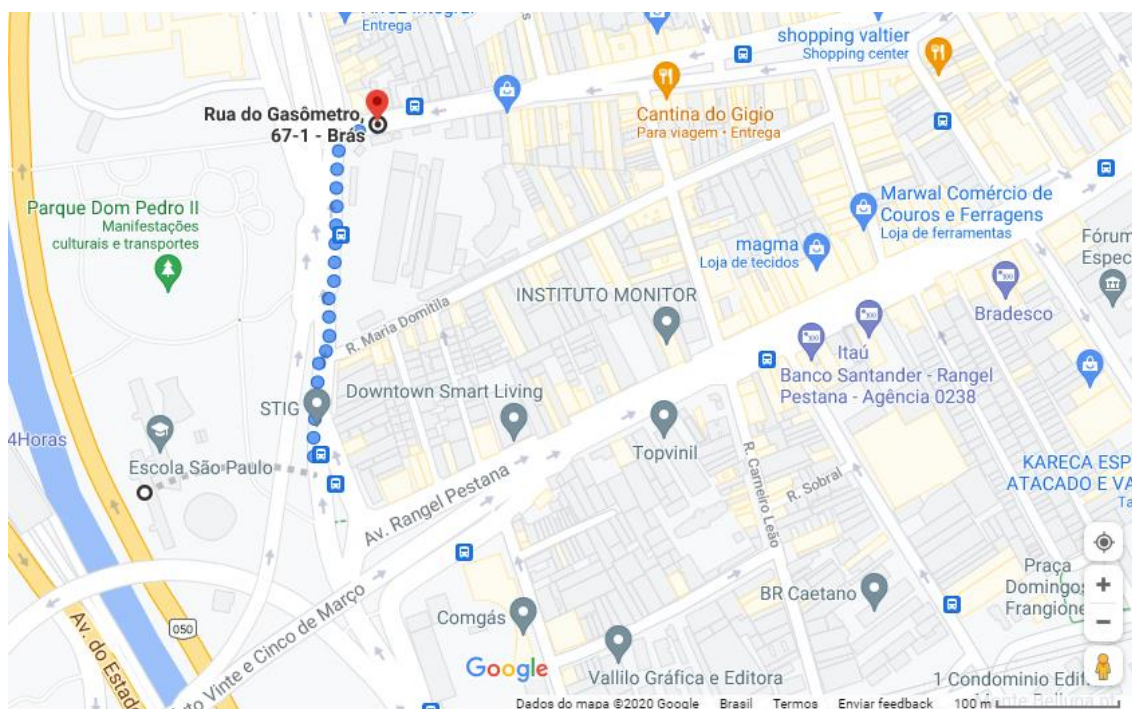 Entrega
shopping valtier
Shopping center
Rua do Gasômetro,
67-1 - Brás
Cantina do Gigio
Para viagem • Entrega
Parque Dom Pedro II
Manifestações
culturais e transportes
Marwal Comércio de
Couros e Ferragens
Loja de ferramentas
magma
Loja de tecidos
Fórum
Espec
INSTITUTO MONITOR
Bradesco
R. Maria Domitila
Itaú
Banco Santander - Rangel
Pestana - Agência 0238
Downtown Smart Living
STIG
4Horas
Escola São Paulo
Topvinil
Av. Rangel Pestana
R. Carneiro Leão
R. Sobral
KARECA ESP
ATACADO E VA
Ta
Praça
Domingos
Frangione
BR Caetano
Comgás
050
Av. do Estado
uto Vinte e Cinco de Março
Google
Vallilo Gráfica e Editora
1 Condominio Edif
Dados do mapa ©2020 Google Brasil Termos Enviar feedback 100 m